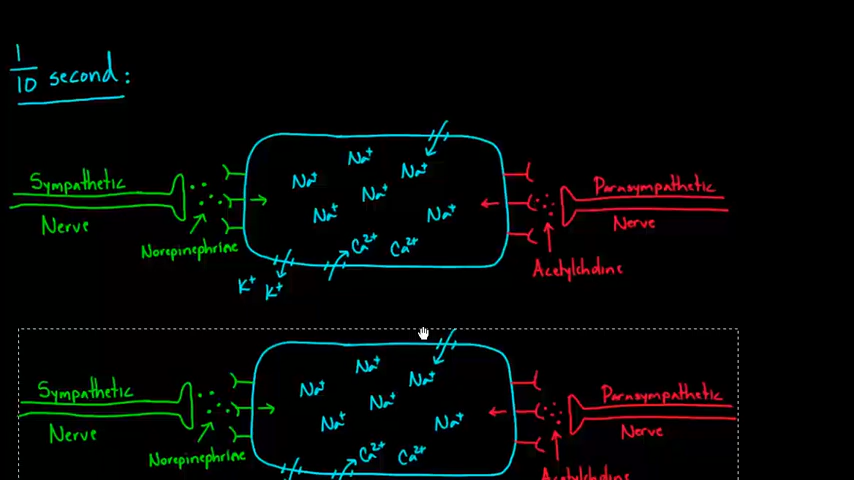 1
10 second:
Na+
Na+
Na+
Sympathetic
Parasympathetic
Na+
Na+
Na+
Nerve
Nerve
Norepinephrine
Ca2+
Ca2+
Acetylcholine
K+
K+
Na+
Na+
Na+
Sympathetic
Parasympathetic
Na+
Na+
Na+
Nerve
Nerve
Norepinephrine
Ca2+
Ca2+